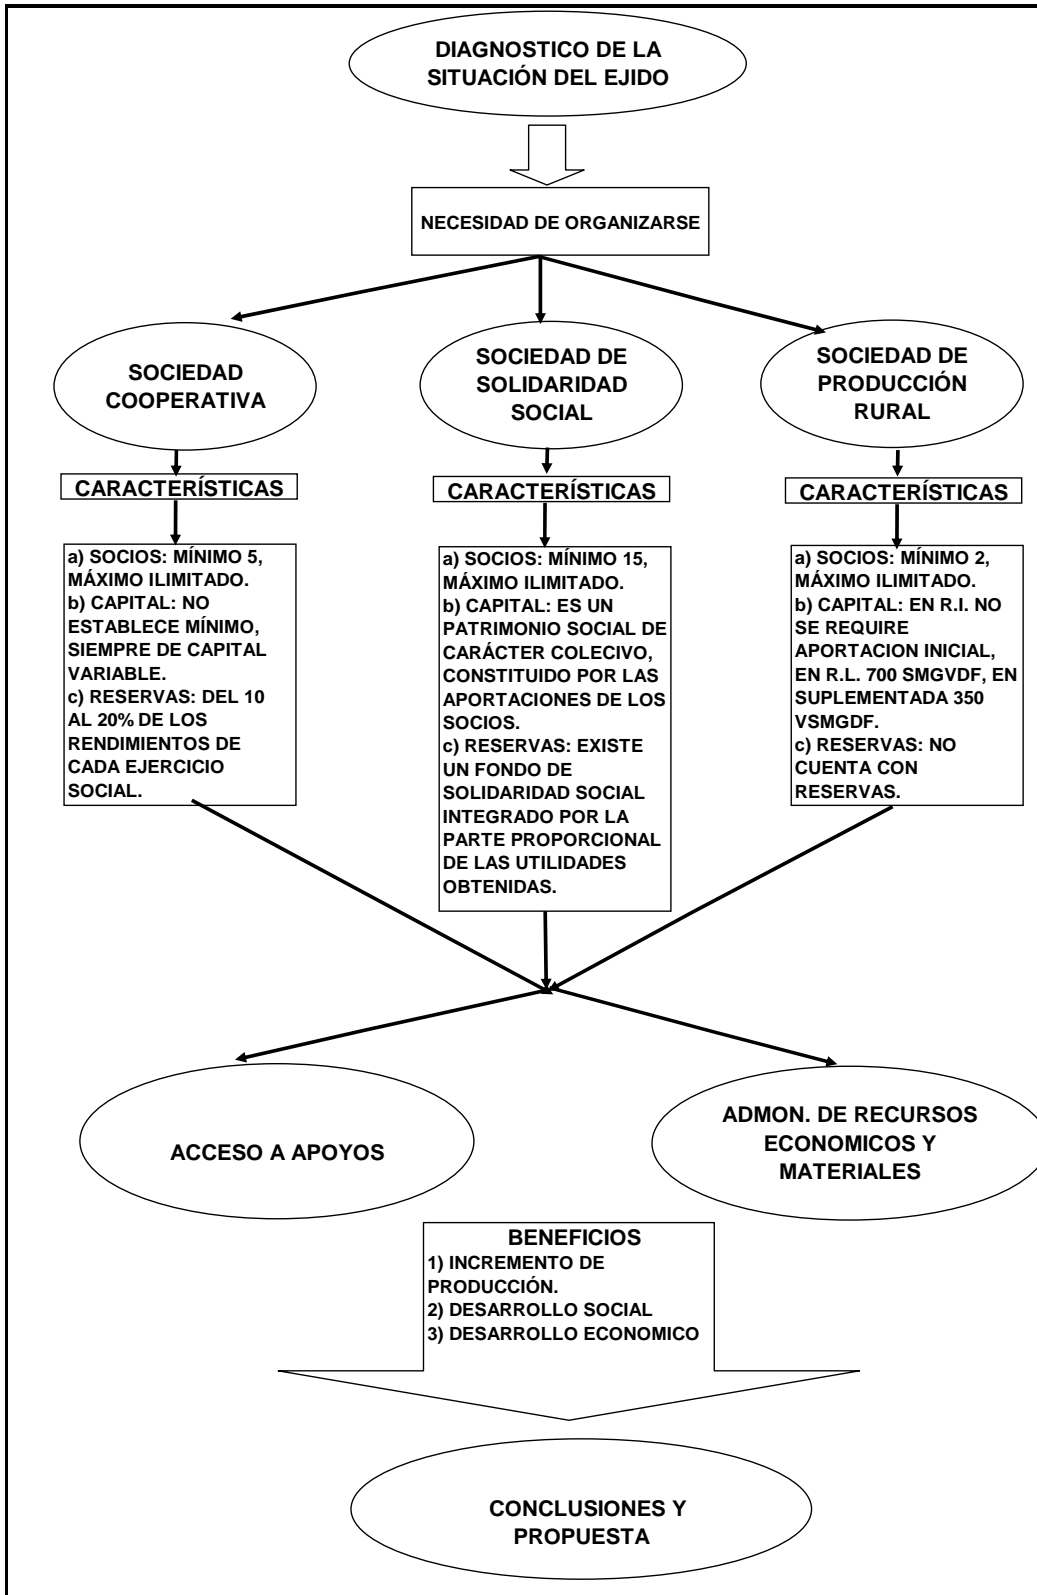 DIAGNOSTICO DE LA
SITUACIÓN DEL EJIDO
NECESIDAD DE ORGANIZARSE
SOCIEDAD
COOPERATIVA
SOCIEDAD DE
SOLIDARIDAD
SOCIAL
SOCIEDAD DE
PRODUCCIÓN
RURAL
CARACTERÍSTICAS
CARACTERÍSTICAS
CARACTERÍSTICAS
a) SOCIOS: MÍNIMO 5,
MÁXIMO ILIMITADO.
b) CAPITAL: NO
ESTABLECE MÍNIMO,
SIEMPRE DE CAPITAL
VARIABLE.
c) RESERVAS: DEL 10
AL 20% DE LOS
RENDIMIENTOS DE
CADA EJERCICIO
SOCIAL.
a) SOCIOS: MÍNIMO 15,
MÁXIMO ILIMITADO.
b) CAPITAL: ES UN
PATRIMONIO SOCIAL DE
CARÁCTER COLECIVO,
CONSTITUIDO POR LAS
APORTACIONES DE LOS
SOCIOS.
c) RESERVAS: EXISTE
UN FONDO DE
SOLIDARIDAD SOCIAL
INTEGRADO POR LA
PARTE PROPORCIONAL
DE LAS UTILIDADES
OBTENIDAS.
a) SOCIOS: MÍNIMO 2,
MÁXIMO ILIMITADO.
b) CAPITAL: EN R.I. NO
SE REQUIRE
APORTACION INICIAL,
EN R.L. 700 SMGVDF, EN
SUPLEMENTADA 350
VSMGDF.
c) RESERVAS: NO
CUENTA CON
RESERVAS.
ACCESO A APOYOS
ADMON. DE RECURSOS
ECONOMICOS Y
MATERIALES
BENEFICIOS
1) INCREMENTO DE
PRODUCCIÓN.
2) DESARROLLO SOCIAL
3) DESARROLLO ECONOMICO
CONCLUSIONES Y
PROPUESTA